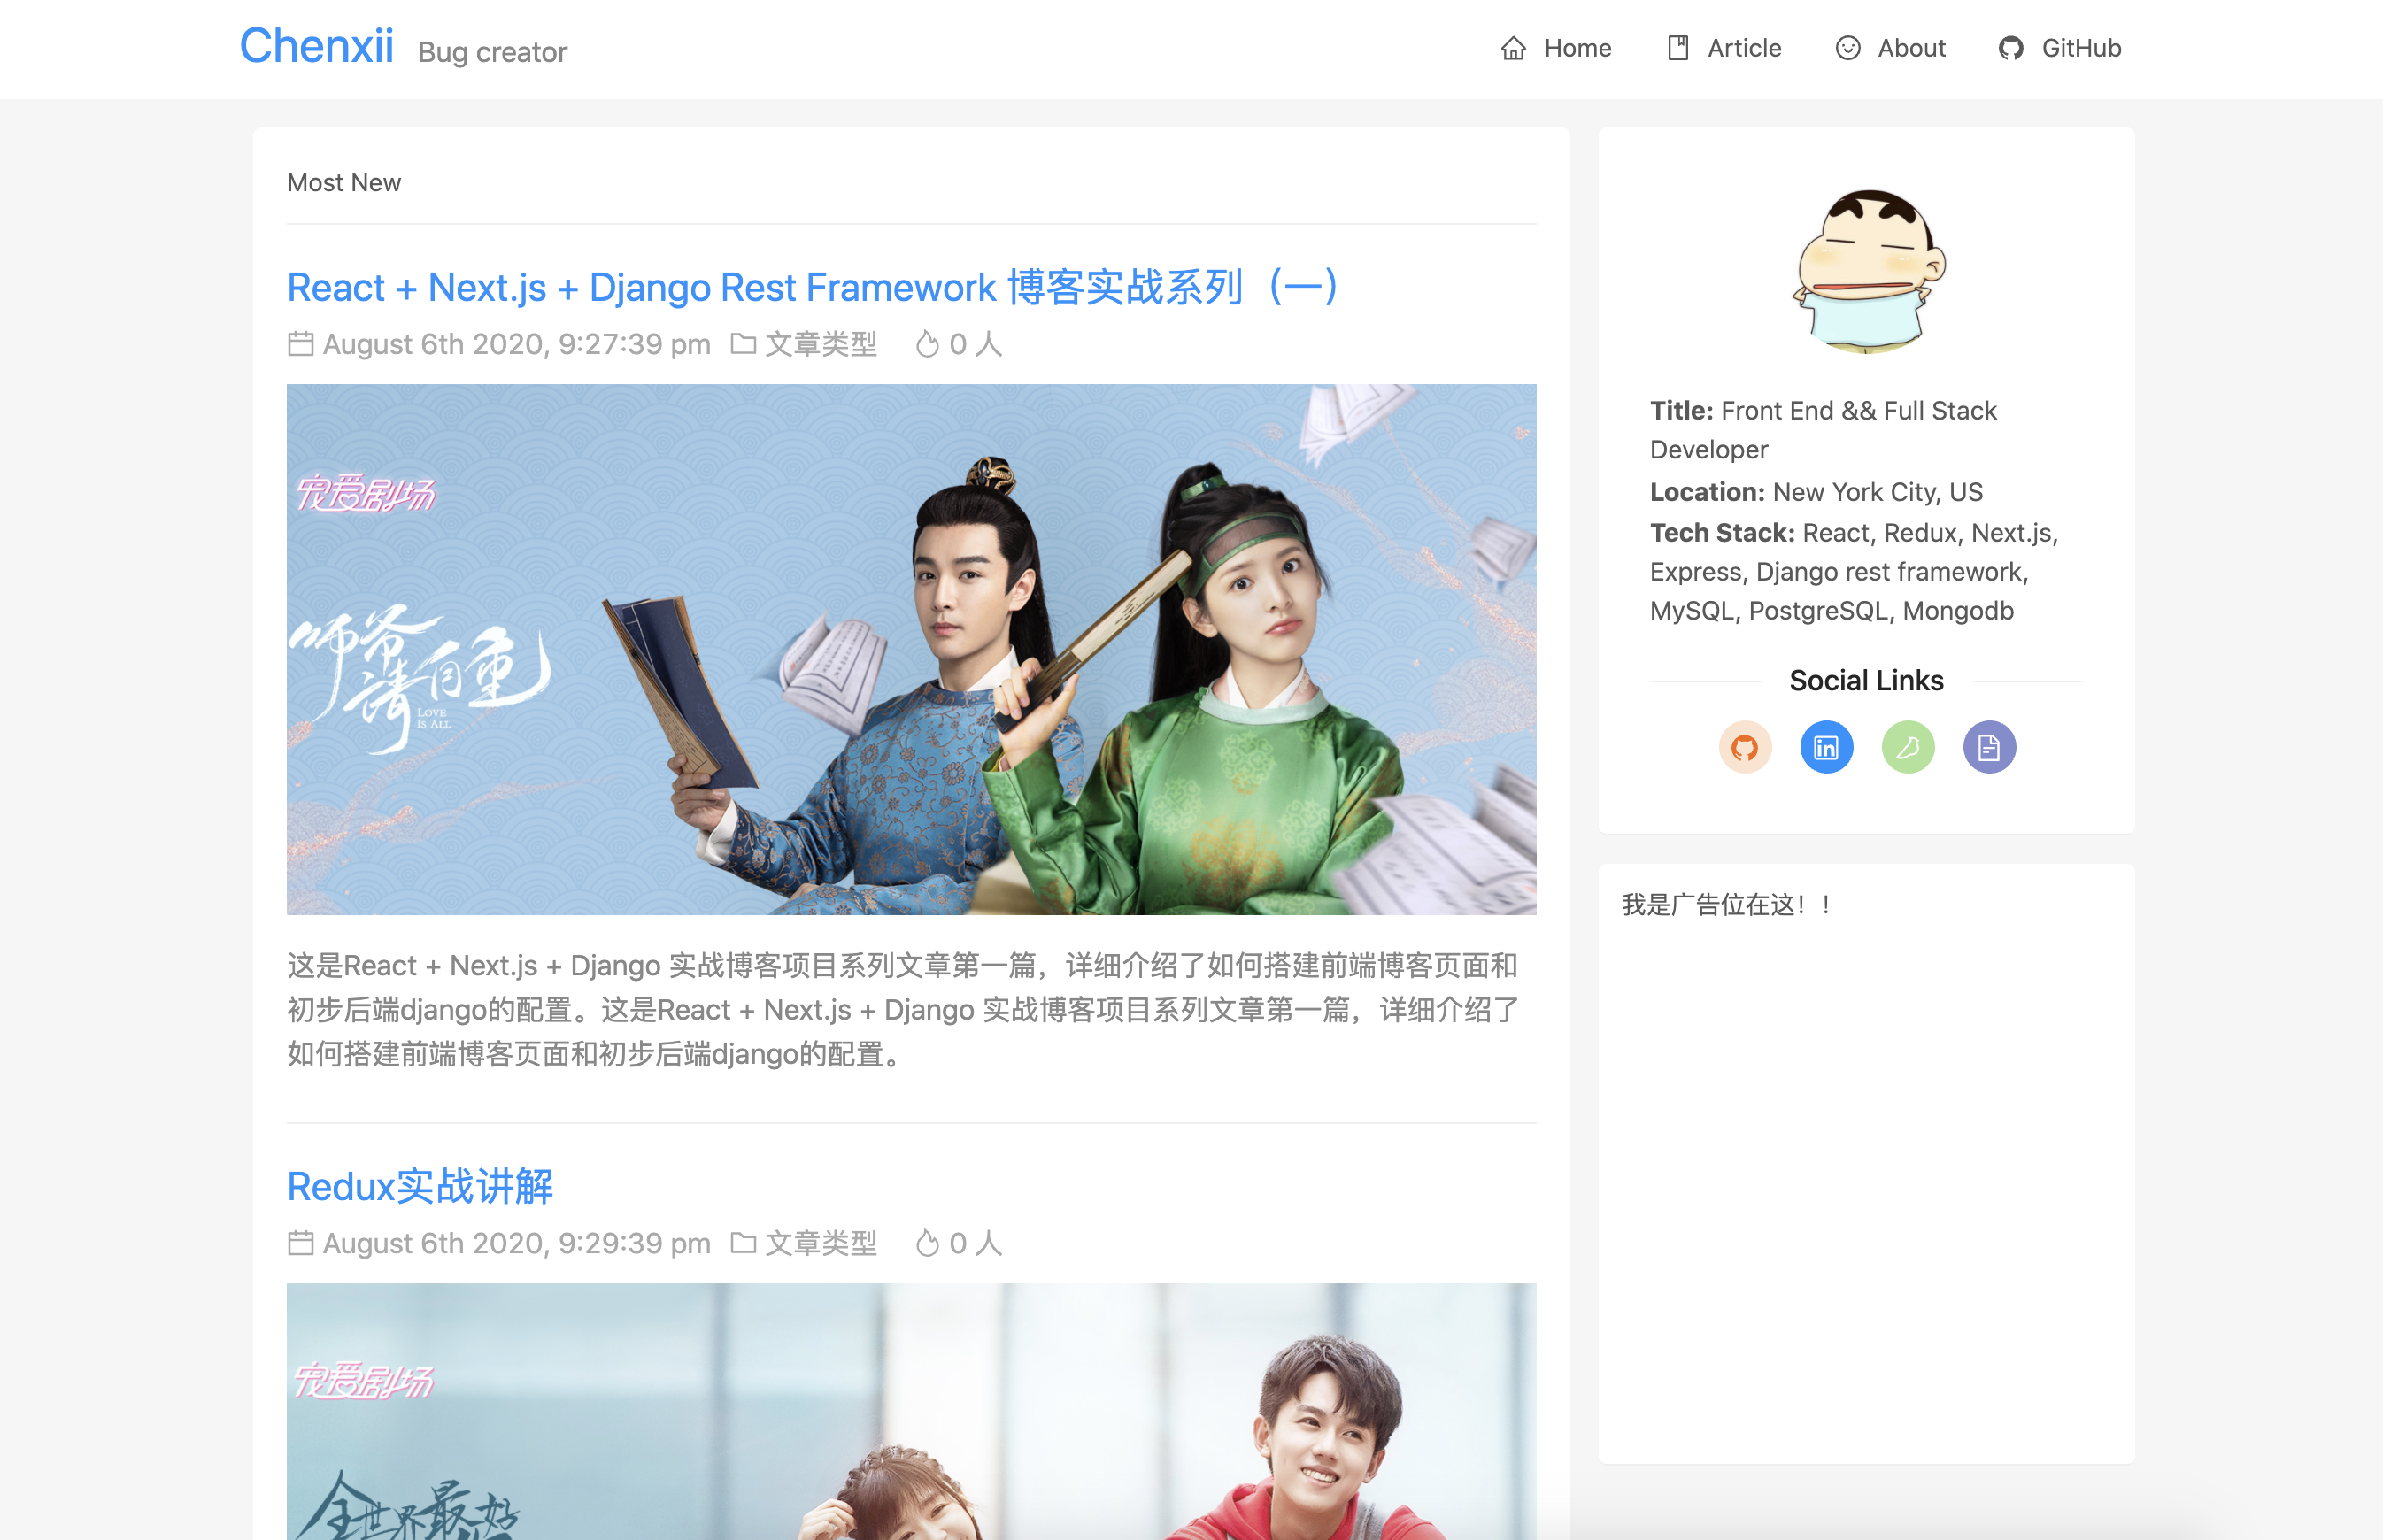 Chenxii Bug creator
Home Article About GitHub
Most New
React + Next.js + Django Rest Framework 博客实战系列（一）
August 6th 2020, 9:27:39 pm 文章类型 0 人
宠爱剧场
师爷请自重
LOVE
IS ALL
这是React + Next.js + Django 实战博客项目系列文章第一篇，详细介绍了如何搭建前端博客页面和
初步后端django的配置。这是React + Next.js + Django 实战博客项目系列文章第一篇，详细介绍了
如何搭建前端博客页面和初步后端django的配置。
Redux实战讲解
August 6th 2020, 9:29:39 pm 文章类型 0 人
宠爱剧场
全世界最好
Title: Front End && Full Stack
Developer
Location: New York City, US
Tech Stack: React, Redux, Next.js,
Express, Django rest framework,
MySQL, PostgreSQL, Mongodb
Social Links
in
我是广告位在这！！